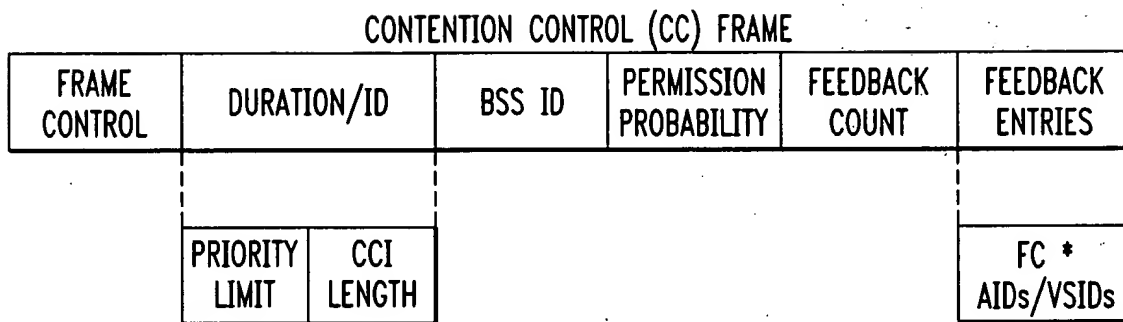 CONTENTION CONTROL (CC) FRAME
FRAME
CONTROL
DURATION/ID
BSS ID
PERMISSION
PROBABILITY
FEEDBACK
COUNT
FEEDBACK
ENTRIES
PRIORITY
LIMIT
CCI
LENGTH
FC *
AIDs/VSIDs